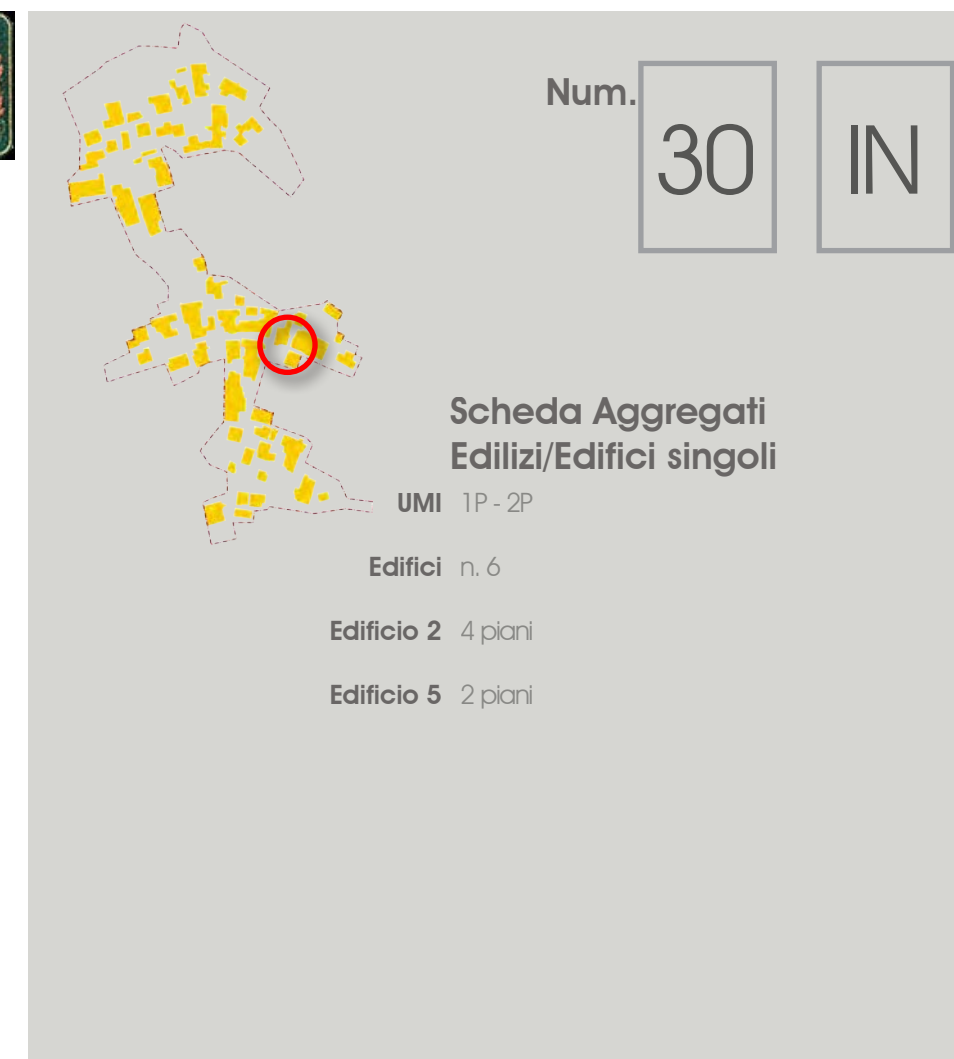 Num.
30
IN
Scheda Aggregati
Edilizi/Edifici singoli
UMI 1P - 2P
Edifici n. 6
Edificio 2 4 piani
Edificio 5 2 piani